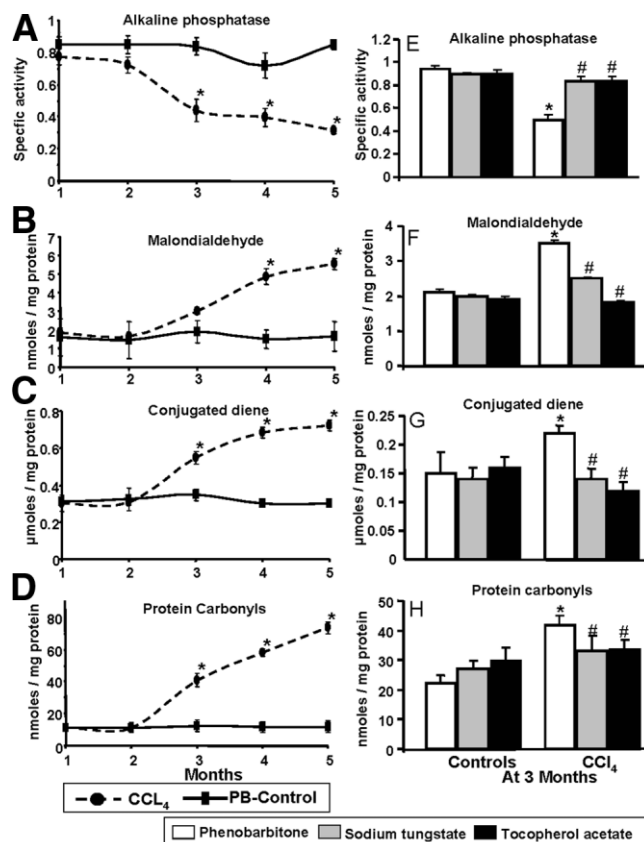 A
Alkaline phosphatase
Specfic activity
1
0.8
0.6
0.4
0.2
0
* * *
1 2 3 4 5
E
Alkaline phosphatase
Specific acitivity
1.2
1
0.8
0.6
0.4
0.2
0
* # #
B
Malondialdehyde
nmoles / mg protein
7
6
5
4
3
2
1
0
* *
1 2 3 4 5
F
Malondialdehyde
nmoles / mg protein
4
3
2
1
0
* # #
C
Conjugated diene
µmoles / mg protein
0.8
0.6
0.4
0.2
0
* * *
1 2 3 4 5
G
Conjugated diene
µmoles / mg protein
0.25
0.2
0.15
0.1
0.05
0
* # #
D
Protein Carbonyls
nmoles / mg protein
80
60
40
20
0
* * *
1 2 3 4 5
Months
H
Protein carbonyls
nmoles / mg protein
50
40
30
20
10
0
* # #
Controls CCl4
At 3 Months
CCL4 PB-Control
Phenobarbitone Sodium tungstate Tocopherol acetate